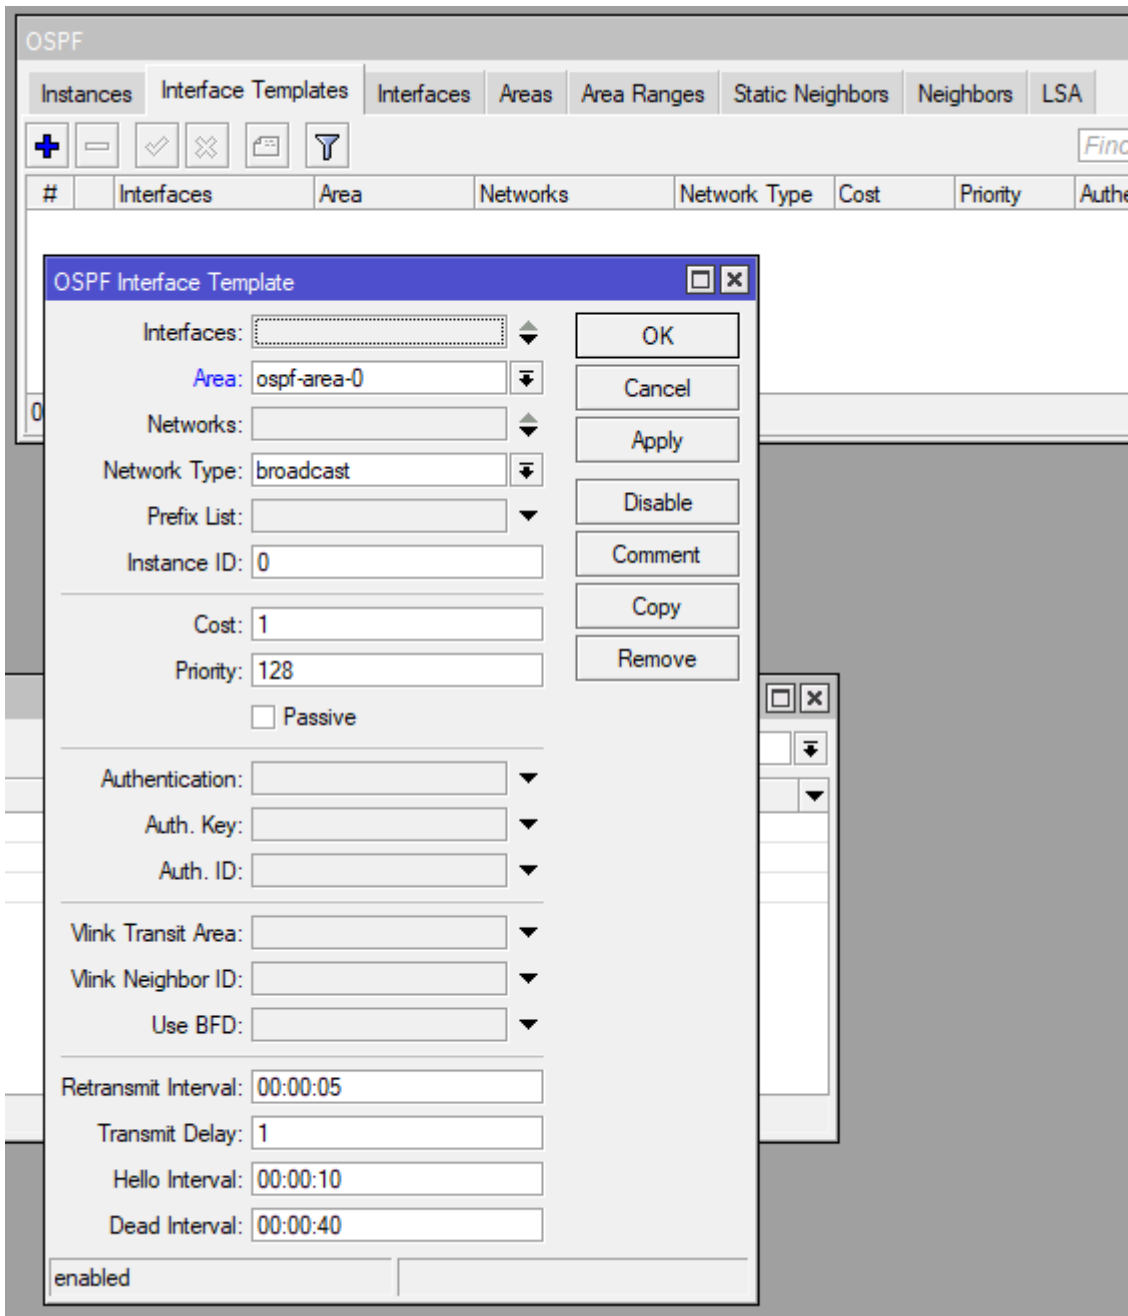 OSPF
Instances Interface Templates Interfaces Areas Area Ranges Static Neighbors Neighbors LSA
Find
# Interfaces Area Networks Network Type Cost Priority
OSPF Interface Template
Interfaces: OK
Area: ospf-area-0 Cancel
0
Networks: Apply
Network Type: broadcast
Disable
Prefix List:
Instance ID: 0 Comment
Copy
Cost: 1
Priority: 128 Remove
Passive
Authentication:
Auth. Key:
Auth. ID:
Vlink Transit Area:
Vlink Neighbor ID:
Use BFD:
Retransmit Interval: 00:00:05
Transmit Delay: 1
Hello Interval: 00:00:10
Dead Interval: 00:00:40
enabled